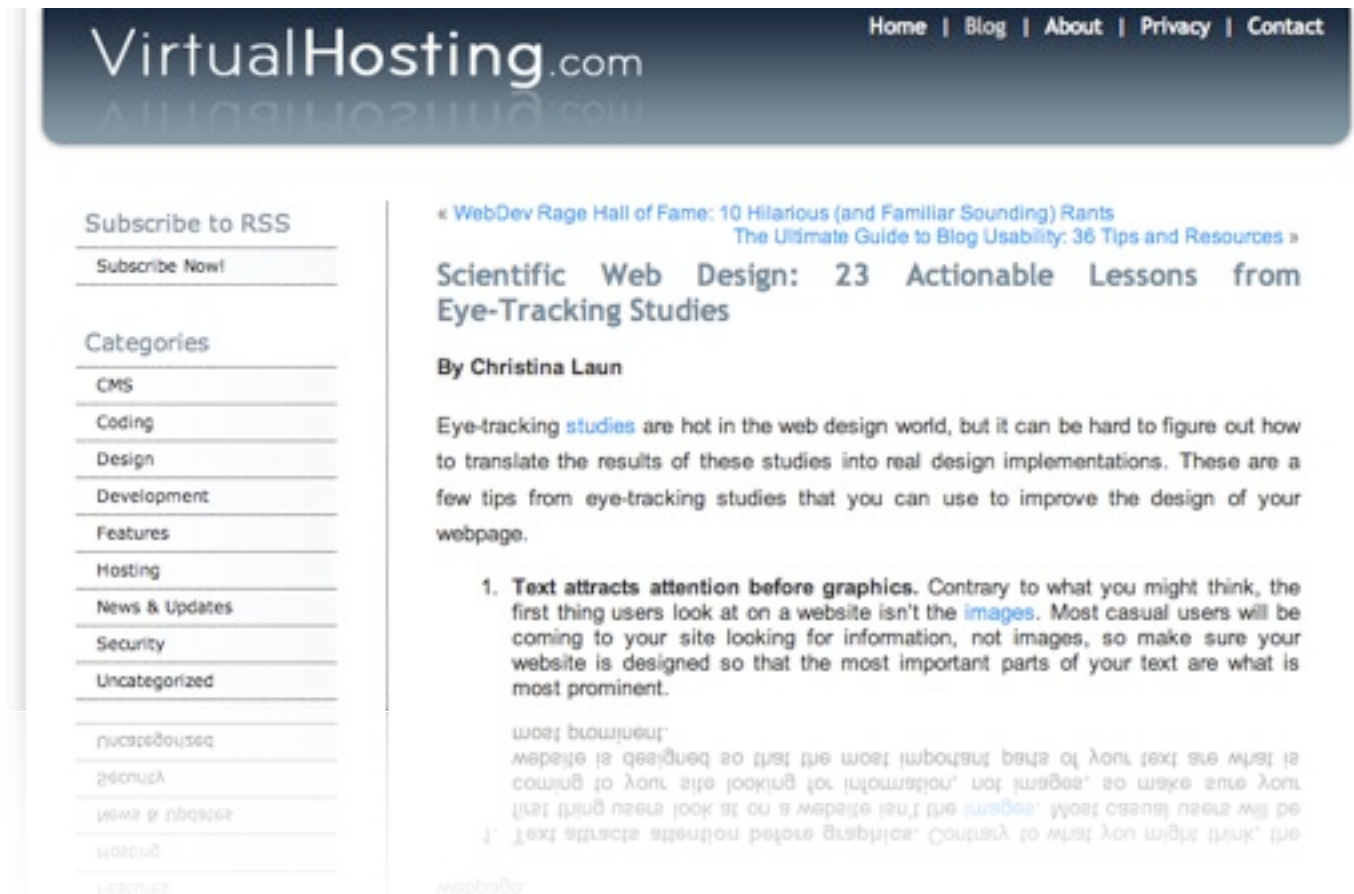 Home | Blog | About | Privacy | Contact
VirtualHosting.com
Subscribe to RSS
Subscribe Now!
Categories
CMS
Coding
Design
Development
Features
Hosting
News & Updates
Security
Uncategorized
« WebDev Rage Hall of Fame: 10 Hilarious (and Familiar Sounding) Rants
The Ultimate Guide to Blog Usability: 36 Tips and Resources »
Scientific Web Design: 23 Actionable Lessons from
Eye-Tracking Studies
By Christina Laun
Eye-tracking studies are hot in the web design world, but it can be hard to figure out how
to translate the results of these studies into real design implementations. These are a
few tips from eye-tracking studies that you can use to improve the design of your
webpage.
1. Text attracts attention before graphics. Contrary to what you might think, the
first thing users look at on a website isn't the images. Most casual users will be
coming to your site looking for information, not images, so make sure your
website is designed so that the most important parts of your text are what is
most prominent.